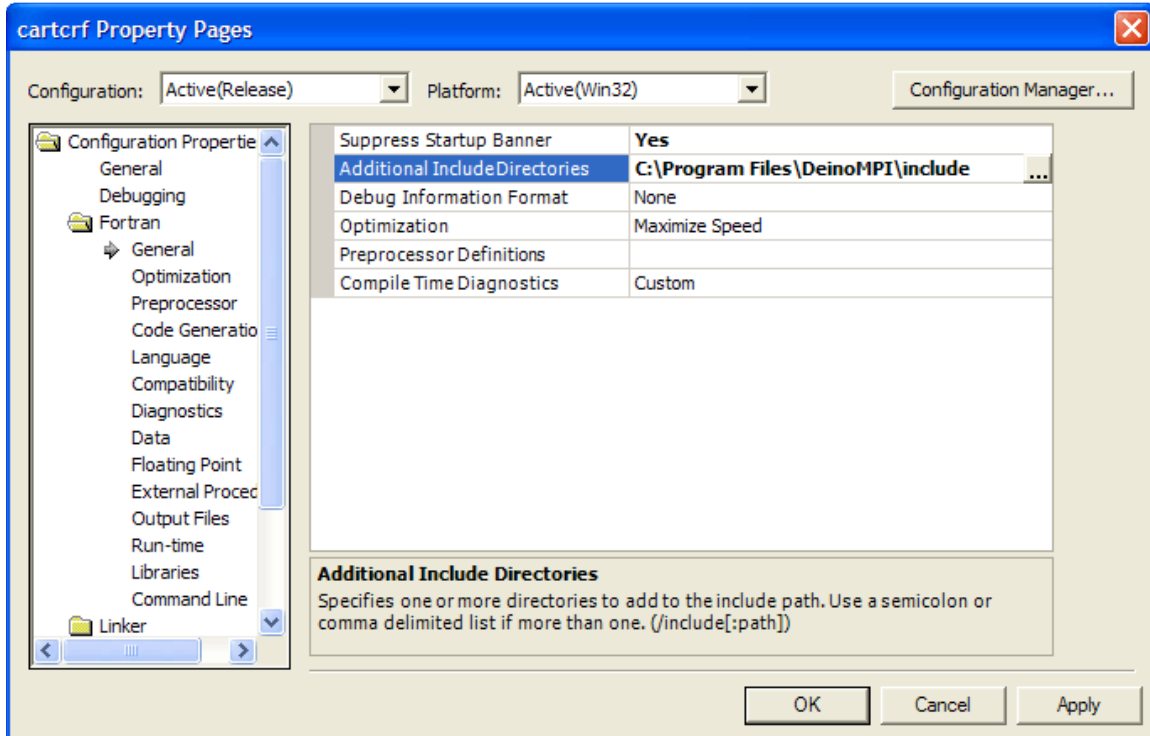 cartcrf Property Pages
Configuration: Active(Release) Platform: Active(Win32) Configuration Manager...
Configuration Propertie
General
Debugging
Fortran
General
Optimization
Preprocessor
Code Generatio
Language
Compatibility
Diagnostics
Data
Floating Point
External Proced
Output Files
Run-time
Libraries
Command Line
Linker
Suppress Startup Banner Yes
Additional Include Directories C:\Program Files\DeinoMPI\include ...
Debug Information Format None
Optimization Maximize Speed
Preprocessor Definitions
Compile Time Diagnostics Custom
Additional Include Directories
Specifies one or more directories to add to the include path. Use a semicolon or
comma delimited list if more than one. (/include[:path])
OK Cancel Apply